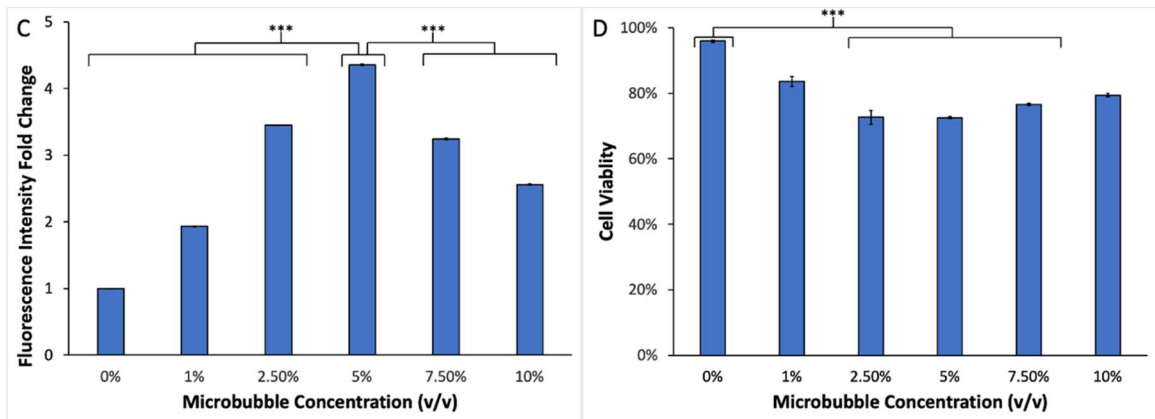 C
Fluorescence Intensity Fold Change
5
4
3
2
1
0
***
***
0% 1% 2.50% 5% 7.50% 10%
Microbubble Concentration (v/v)
D
Cell Viablity
100%
80%
60%
40%
20%
0%
***
0% 1% 2.50% 5% 7.50% 10%
Microbubble Concentration (v/v)